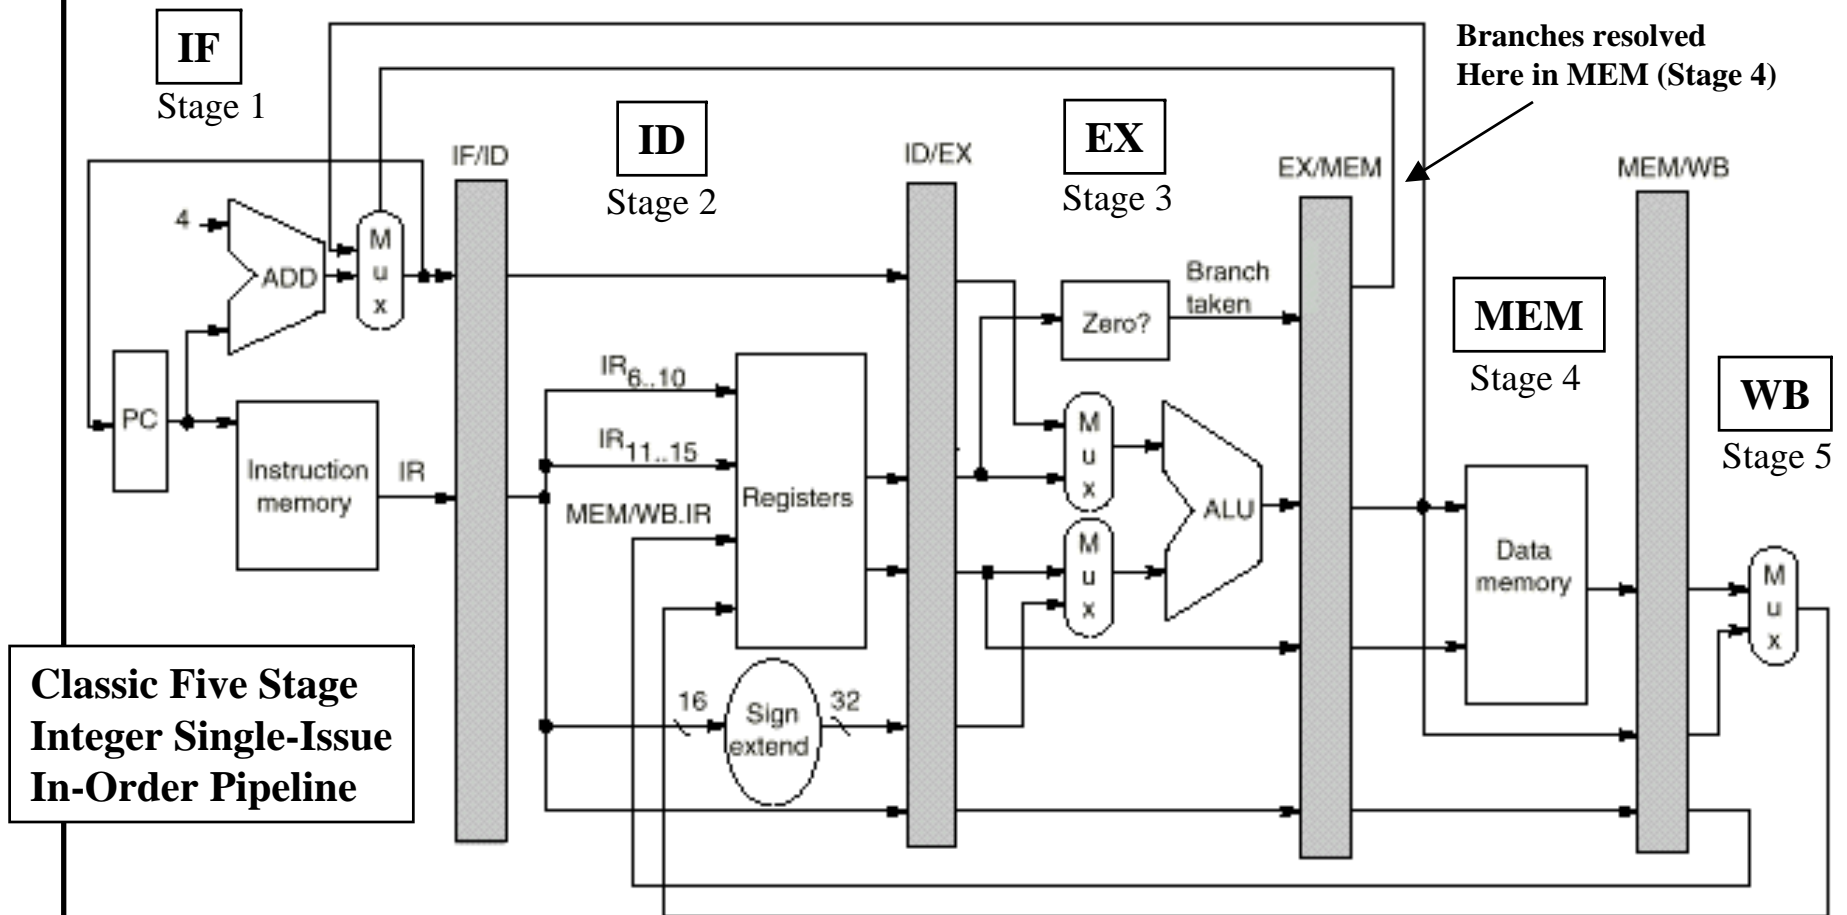 IF
Stage 1
ID
Stage 2
EX
Stage 3
Branches resolved
Here in MEM (Stage 4)
IF/ID
ID/EX
EX/MEM
MEM/WB
4
ADD
M
u
x
PC
Instruction
memory
IR
IR6..10
IR11..15
MEM/WB.IR
Registers
16
Sign
extend
32
Zero?
Branch
taken
M
u
x
M
u
x
ALU
MEM
Stage 4
Data
memory
WB
Stage 5
M
u
x
Classic Five Stage
Integer Single-Issue
In-Order Pipeline